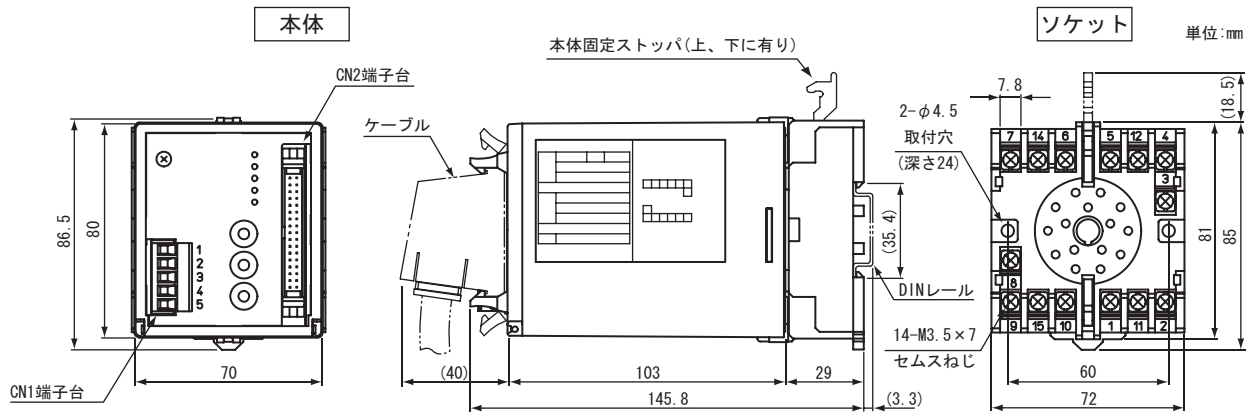 本体
ソケット
単位:mm
CN2端子台
本体固定ストッパ(上、下に有り)
ケーブル
2-φ4.5
取付穴
(深さ24)
7.8
(18.5)
7 14 6 5 12 4
3
86.5
80
1
2
3
4
5
(35.4)
81
85
DINレール
8
14-M3.5×7
セムスねじ
9 15 10 1 11 2
CN1端子台
70
(40)
103
29
145.8
(3.3)
60
72